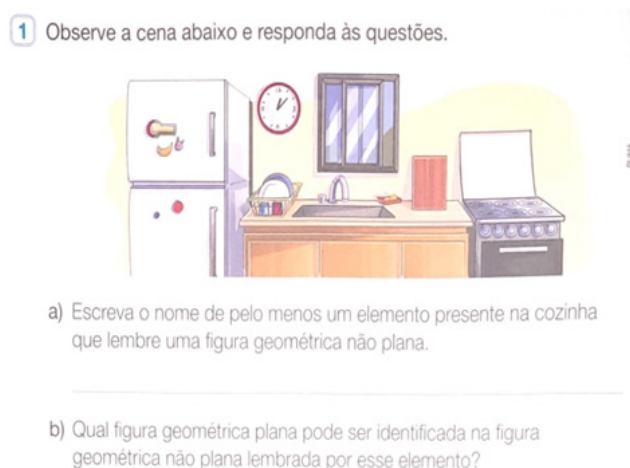 1 Observe a cena abaixo e responda às questões.
a) Escreva o nome de pelo menos um elemento presente na cozinha
que lembre uma figura geométrica não plana.
b) Qual figura geométrica plana pode ser identificada na figura
geométrica não plana lembrada por esse elemento?